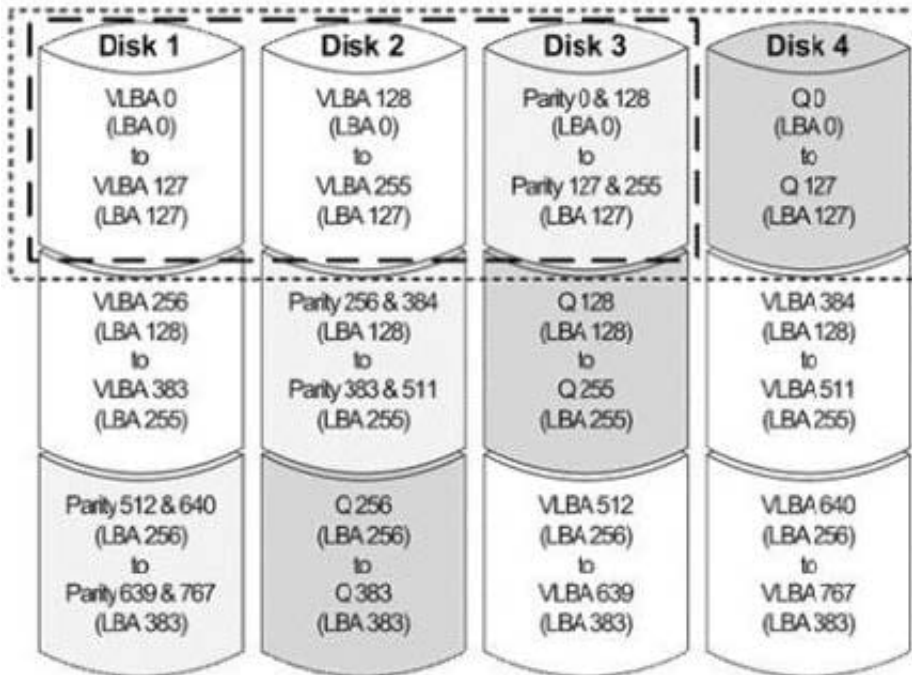 Disk 1
Disk 2
Disk 3
Disk 4
VLBA 0
(LBA 0)
to
VLBA 127
(LBA 127)
VLBA 128
(LBA 0)
to
VLBA 255
(LBA 127)
Parity 0 & 128
(LBA 0)
to
Parity 127 & 255
(LBA 127)
Q 0
(LBA 0)
to
Q 127
(LBA 127)
VLBA 256
(LBA 128)
to
VLBA 383
(LBA 255)
Parity 256 & 384
(LBA 128)
to
Parity 383 & 511
(LBA 255)
Q 128
(LBA 128)
to
Q 255
(LBA 255)
VLBA 384
(LBA 128)
to
VLBA 511
(LBA 255)
Parity 512 & 640
(LBA 256)
to
Parity 639 & 767
(LBA 383)
Q 256
(LBA 256)
to
Q 383
(LBA 383)
VLBA 512
(LBA 256)
to
VLBA 639
(LBA 383)
VLBA 640
(LBA 256)
to
VLBA 767
(LBA 383)